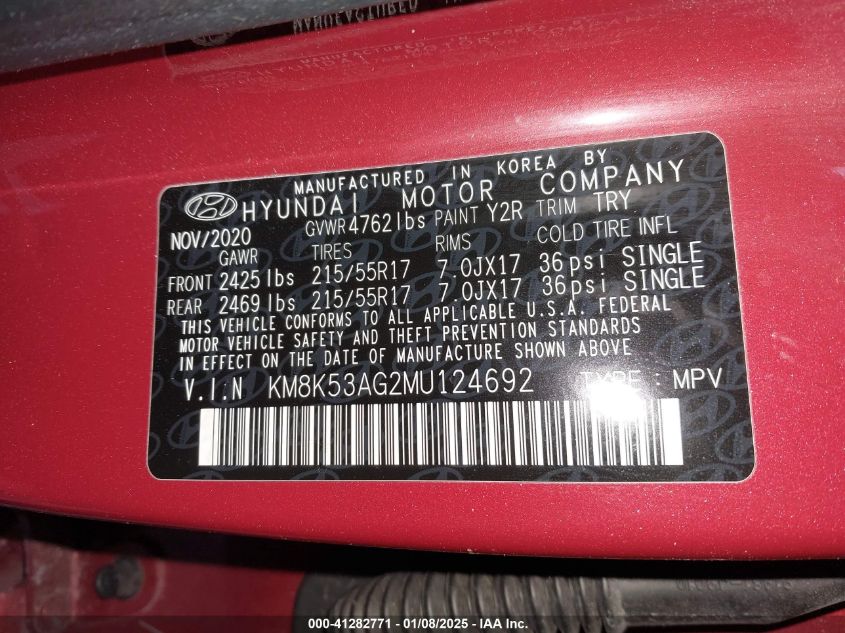 MANUFACTURED IN KOREA BY
HYUNDAI MOTOR COMPANY
NOV/2020 GVWR 4762 lbs PAINT Y2R TRIM TRY
GAWR TIRES RIMS COLD TIRE INFL
FRONT 2425 lbs 215/55R17 7.0JX17 36psi SINGLE
REAR 2469 lbs 215/55R17 7.0JX17 36psi SINGLE
THIS VEHICLE CONFORMS TO ALL APPLICABLE U.S.A. FEDERAL
MOTOR VEHICLE SAFETY AND THEFT PREVENTION STANDARDS
IN EFFECT ON THE DATE OF MANUFACTURE SHOWN ABOVE
V.I.N KM8K53AG2MU124692 TYPE : MPV
000-41282771 - 01/08/2025 - IAAI, Inc.